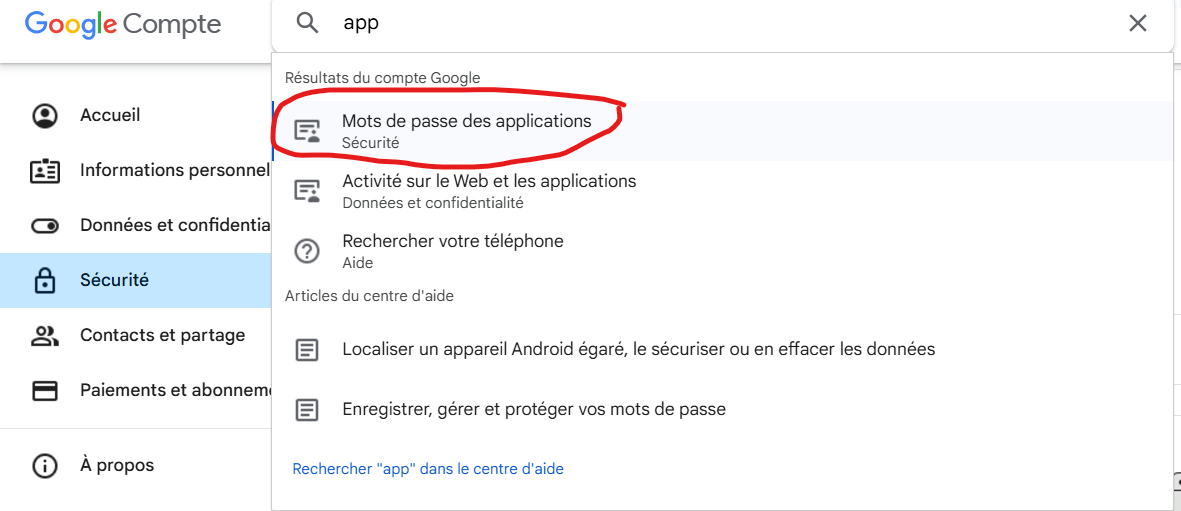 Google Compte
app
Résultats du compte Google
Mots de passe des applications
Sécurité
Activité sur le Web et les applications
Données et confidentialité
Rechercher votre téléphone
Aide
Articles du centre d'aide
Localiser un appareil Android égaré, le sécuriser ou en effacer les données
Enregistrer, gérer et protéger vos mots de passe
Rechercher "app" dans le centre d'aide
Accueil
Informations personnel
Données et confidentia
Sécurité
Contacts et partage
Paiements et abonneme
À propos